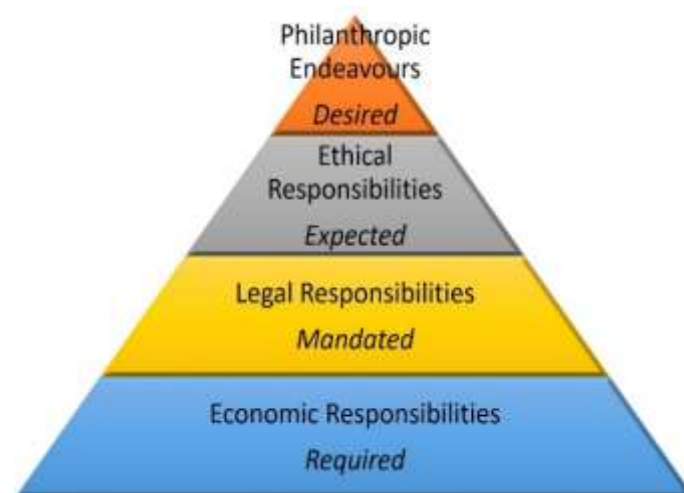 Philanthropic
Endeavours
Desired
Ethical
Responsibilities
Expected
Legal Responsibilities
Mandated
Economic Responsibilities
Required